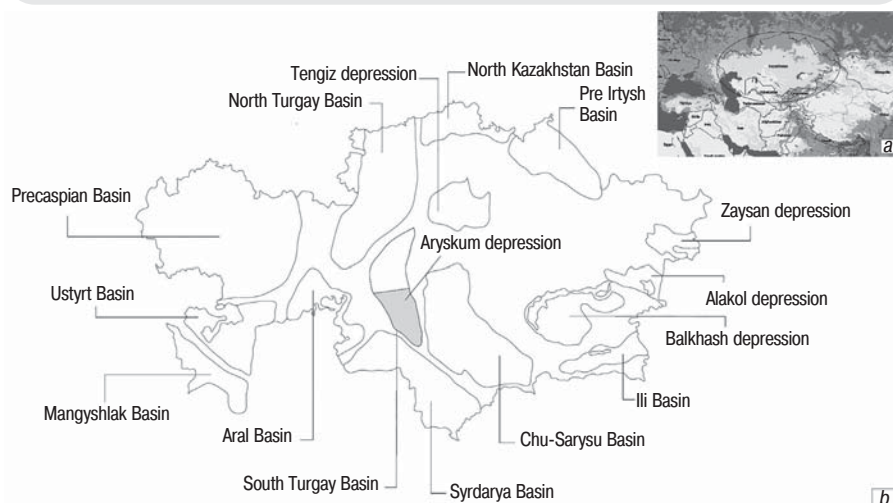 Tengiz depression
North Kazakhstan Basin
North Turgay Basin
Pre Irtysh
Basin
a
Precaspian Basin
Zaysan depression
Aryskum depression
Ustyrt Basin
Alakol depression
Balkhash depression
Mangyshlak Basin
Ili Basin
Aral Basin
Chu-Sarysu Basin
South Turgay Basin
Syrdarya Basin
b